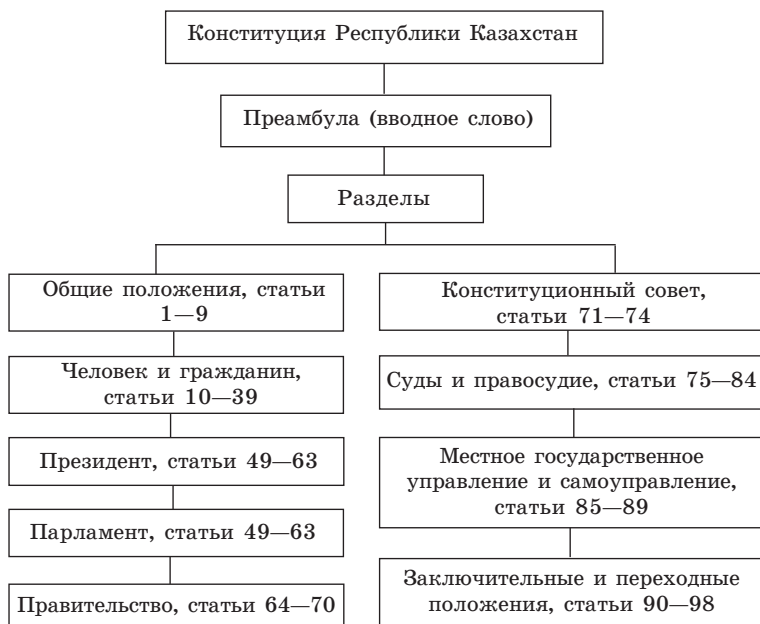 Конституция Республики Казахстан
Преамбула (вводное слово)
Разделы
Общие положения, статьи
1—9
Человек и гражданин,
статьи 10—39
Президент, статьи 49—63
Парламент, статьи 49—63
Правительство, статьи 64—70
Конституционный совет,
статьи 71—74
Суды и правосудие, статьи 75—84
Местное государственное
управление и самоуправление,
статьи 85—89
Заключительные и переходные
положения, статьи 90—98